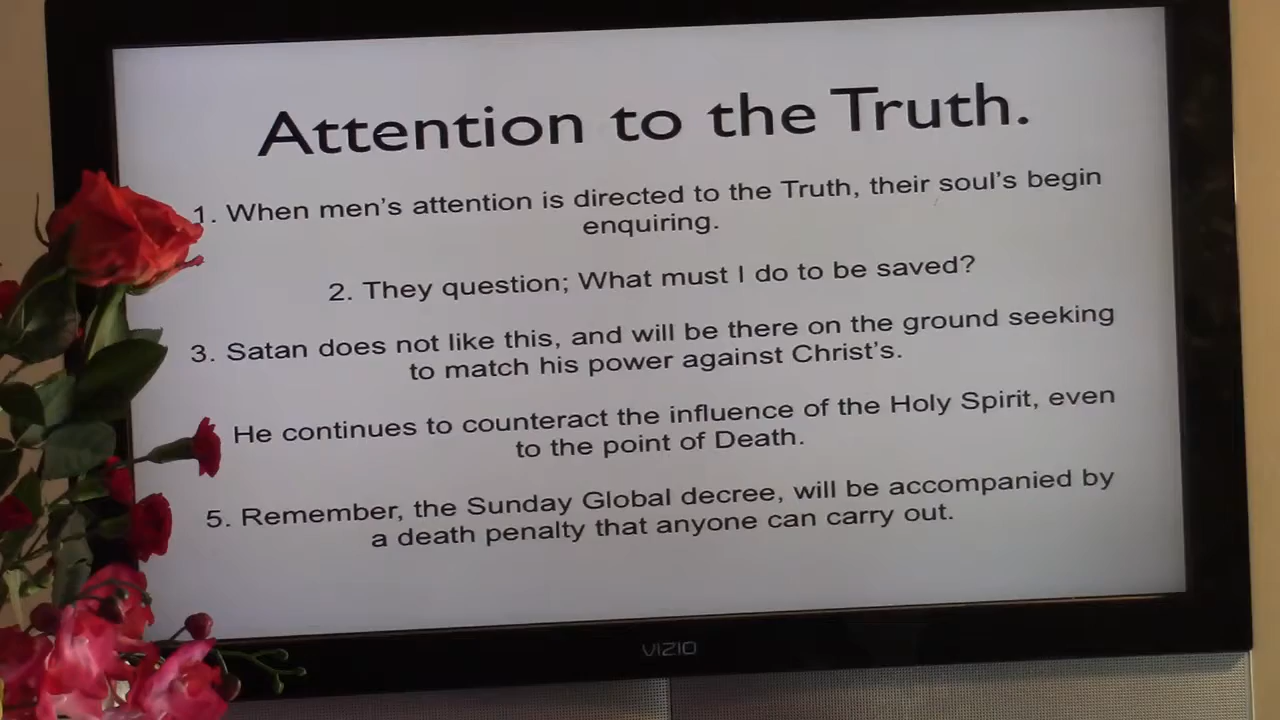 Attention to the Truth.
1. When men's attention is directed to the Truth, their soul's begin
enquiring.
2. They question; What must I do to be saved?
3. Satan does not like this, and will be there on the ground seeking
to match his power against Christ's.
He continues to counteract the influence of the Holy Spirit, even
to the point of Death.
5. Remember, the Sunday Global decree, will be accompanied by
a death penalty that anyone can carry out.
VIZIO